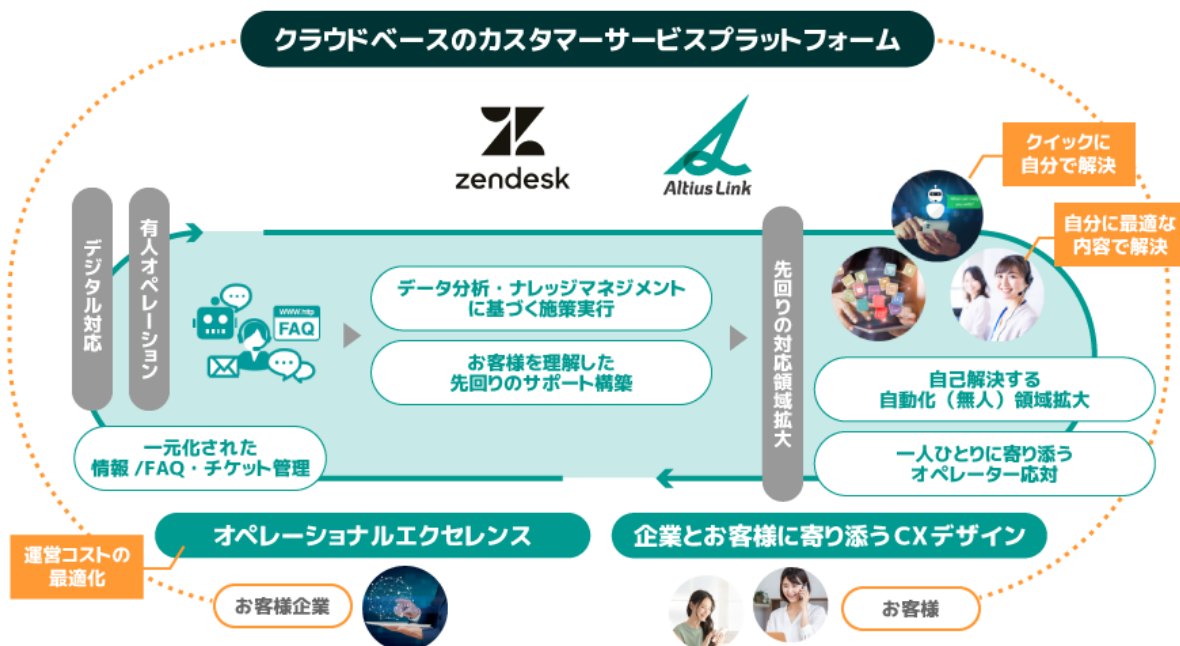 クラウドベースのカスタマーサービスプラットフォーム
zendesk
Altius Link
クイックに
自分で解決
自分に最適な
内容で解決
デジタル対応
有人オペレーション
WWW.http
FAQ
データ分析・ナレッジマネジメント
に基づく施策実行
お客様を理解した
先回りのサポート構築
先回りの対応領域拡大
自己解決する
自動化（無人）領域拡大
一人ひとりに寄り添う
オペレーター応対
一元化された
情報/FAQ・チケット管理
オペレーショナルエクセレンス
企業とお客様に寄り添うCXデザイン
運営コストの
最適化
お客様企業
お客様